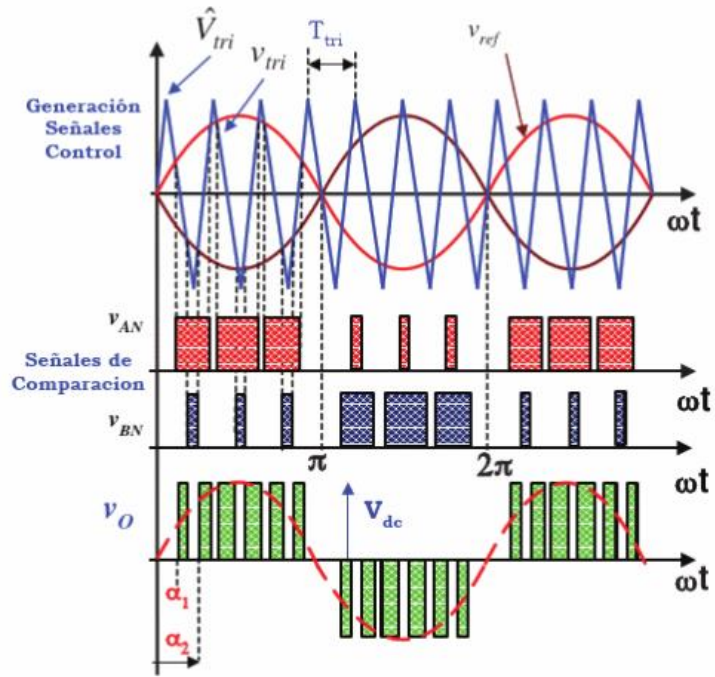 V̂tri
vtri
Ttri
vref
Generación
Señales
Control
ωt
vAN
Señales de
Comparacion
ωt
vBN
π
2π
ωt
vO
Vdc
ωt
α1
α2